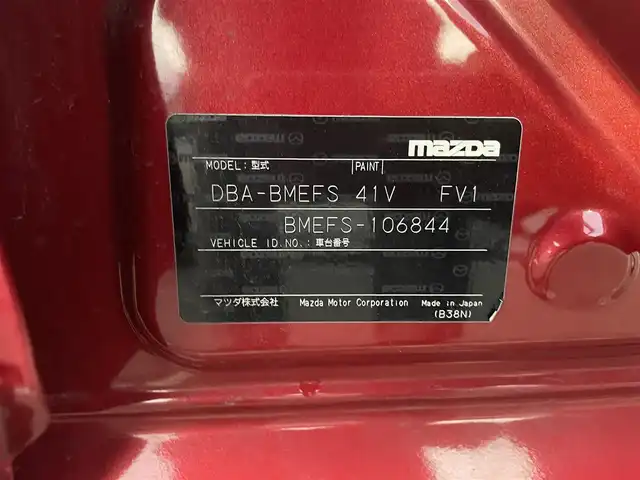 mazda
MODEL: 型式 PAINT
DBA-BMEFS 41V FV1
BMEFS-106844
VEHICLE ID.NO.: 車台番号
マツダ株式会社 Mazda Motor Corporation Made in Japan
(B38N)